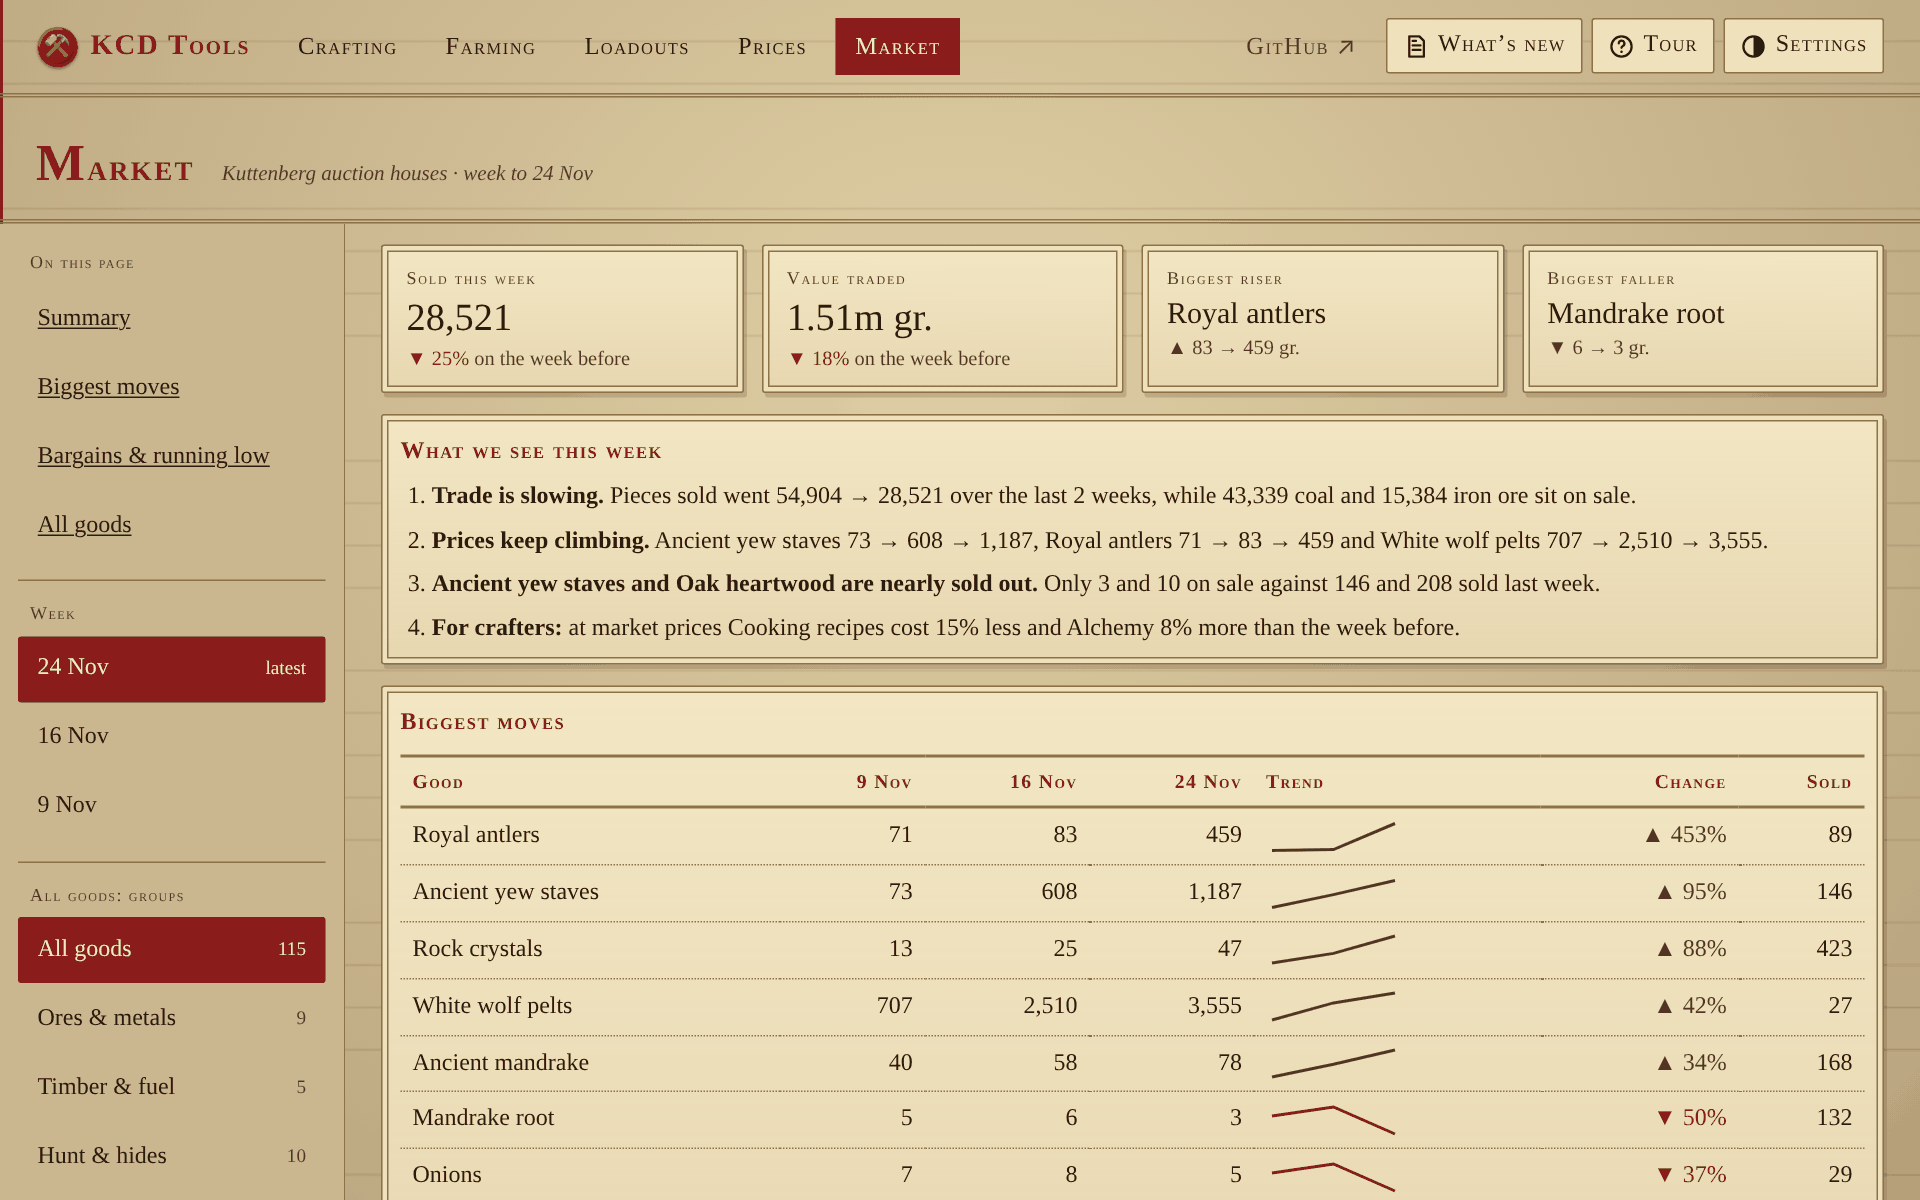 KCD Tools
Crafting
Farming
Loadouts
Prices
Market
GitHub ↗
What's new
Tour
Settings
Market
Kuttenberg auction houses · week to 24 Nov
On this page
Summary
Biggest moves
Bargains & running low
All goods
Week
24 Nov latest
16 Nov
9 Nov
All goods: groups
All goods 115
Ores & metals 9
Timber & fuel 5
Hunt & hides 10
Sold this week
28,521
▼ 25% on the week before
Value traded
1.51m gr.
▼ 18% on the week before
Biggest riser
Royal antlers
▲ 83 → 459 gr.
Biggest faller
Mandrake root
▼ 6 → 3 gr.
What we see this week
1. Trade is slowing. Pieces sold went 54,904 → 28,521 over the last 2 weeks, while 43,339 coal and 15,384 iron ore sit on sale.
2. Prices keep climbing. Ancient yew staves 73 → 608 → 1,187, Royal antlers 71 → 83 → 459 and White wolf pelts 707 → 2,510 → 3,555.
3. Ancient yew staves and Oak heartwood are nearly sold out. Only 3 and 10 on sale against 146 and 208 sold last week.
4. For crafters: at market prices Cooking recipes cost 15% less and Alchemy 8% more than the week before.
Biggest moves
Good 9 Nov 16 Nov 24 Nov Trend Change Sold
Royal antlers 71 83 459 ▲ 453% 89
Ancient yew staves 73 608 1,187 ▲ 95% 146
Rock crystals 13 25 47 ▲ 88% 423
White wolf pelts 707 2,510 3,555 ▲ 42% 27
Ancient mandrake 40 58 78 ▲ 34% 168
Mandrake root 5 6 3 ▼ 50% 132
Onions 7 8 5 ▼ 37% 29